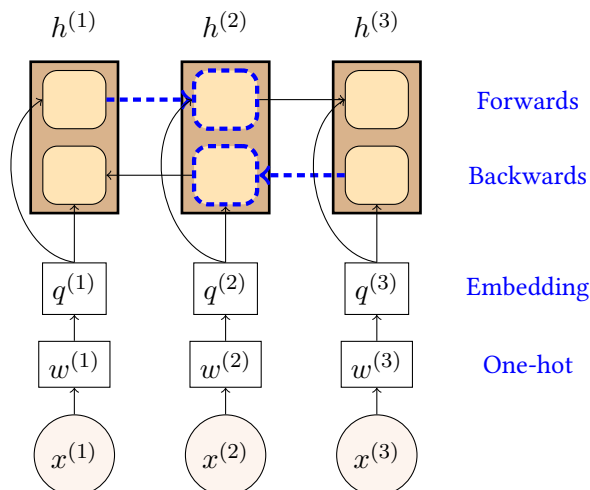 h^(1) h^(2) h^(3)
Forwards
Backwards
q^(1) q^(2) q^(3) Embedding
w^(1) w^(2) w^(3) One-hot
x^(1) x^(2) x^(3)